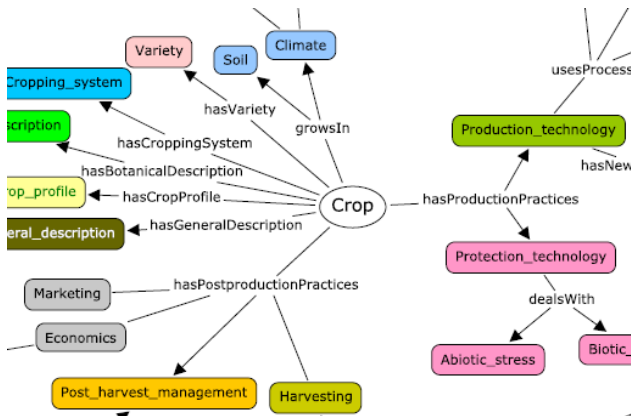 Climate
Variety
Soil
usesProcess
Cropping_system
hasVariety
growsIn
Production_technology
scription
hasCroppingSystem
hasBotanicalDescription
hasNew
rop_profile
hasCropProfile
Crop
hasProductionPractices
eral_description
hasGeneralDescription
Protection_technology
hasPostproductionPractices
Marketing
dealsWith
Economics
Abiotic_stress
Biotic_
Post_harvest_management
Harvesting